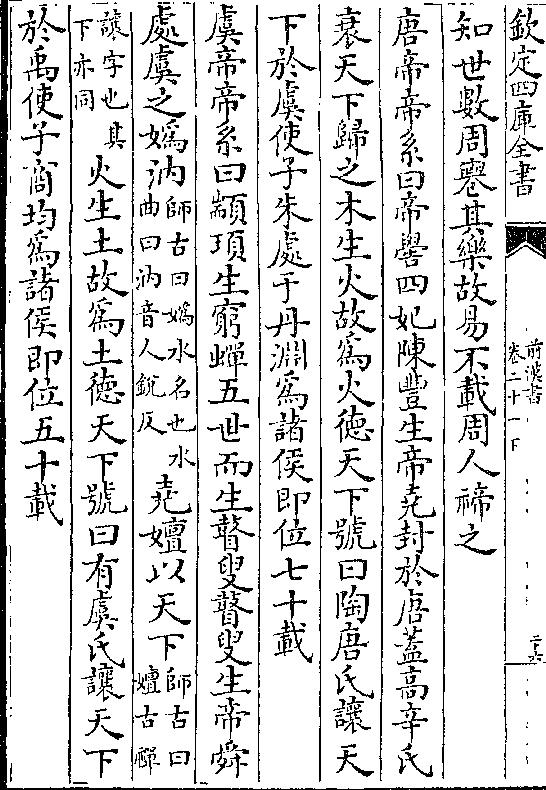 欽定四庫全書
前漢書
卷二十一下
二十六
知世數周䙴其樂故易不載周人禘之
唐帝帝系曰帝嚳四妃陳豐生帝堯封於唐蓋高辛氏
衰天下歸之木生火故爲火徳天下號曰陶唐氏讓天
下於虞使子朱處于丹淵爲諸侯即位七十載
虞帝帝系曰顓頊生窮蟬五世而生瞽叟瞽叟生帝舜
處虞之嬀汭師古曰嬀水名也水曲曰汭音人銳反堯嬗以天下師古曰嬗古禪
讓字也其下亦同火生土故爲土徳天下號曰有虞氏讓天下
於禹使子商均爲諸侯即位五十載